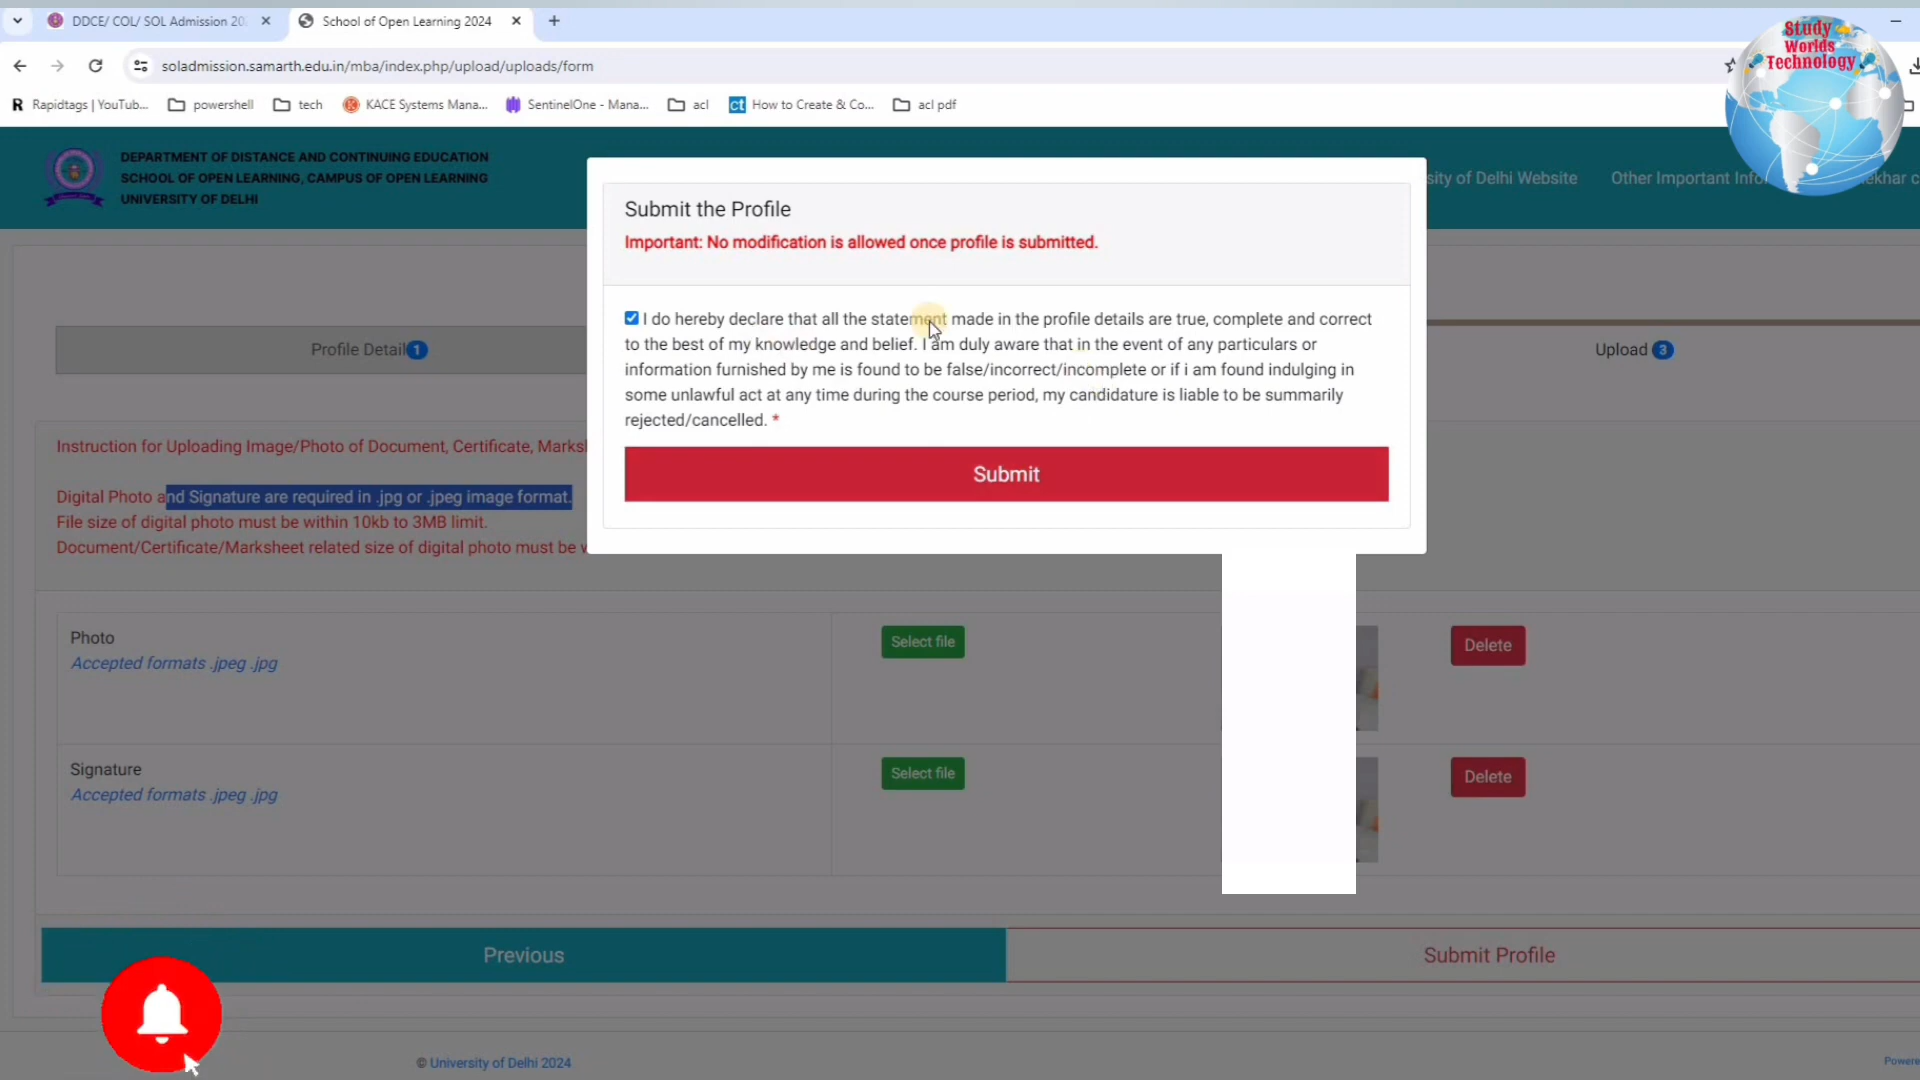 DDCE/ COL/ SOL Admission 20
School of Open Learning 2024
soladmission.samarth.edu.in/mba/index.php/upload/uploads/form
Study
Worlds
Technology
R Rapidtags | YouTub...
powershell
tech
KACE Systems Mana...
SentinelOne - Mana...
acl
ct How to Create & Co...
acl pdf
DEPARTMENT OF DISTANCE AND CONTINUING EDUCATION
SCHOOL OF OPEN LEARNING, CAMPUS OF OPEN LEARNING
UNIVERSITY OF DELHI
sity of Delhi Website
Other Important Info
Submit the Profile
Important: No modification is allowed once profile is submitted.
I do hereby declare that all the statement made in the profile details are true, complete and correct
to the best of my knowledge and belief. I am duly aware that in the event of any particulars or
information furnished by me is found to be false/incorrect/incomplete or if i am found indulging in
some unlawful act at any time during the course period, my candidature is liable to be summarily
rejected/cancelled. *
Submit
Profile Detail 1
Upload 3
Instruction for Uploading Image/Photo of Document, Certificate, Marksl
Digital Photo and Signature are required in .jpg or .jpeg image format.
File size of digital photo must be within 10kb to 3MB limit.
Document/Certificate/Marksheet related size of digital photo must be
Photo
Accepted formats .jpeg .jpg
Select file
Delete
Signature
Accepted formats .jpeg .jpg
Select file
Delete
Previous
Submit Profile
© University of Delhi 2024
Powere